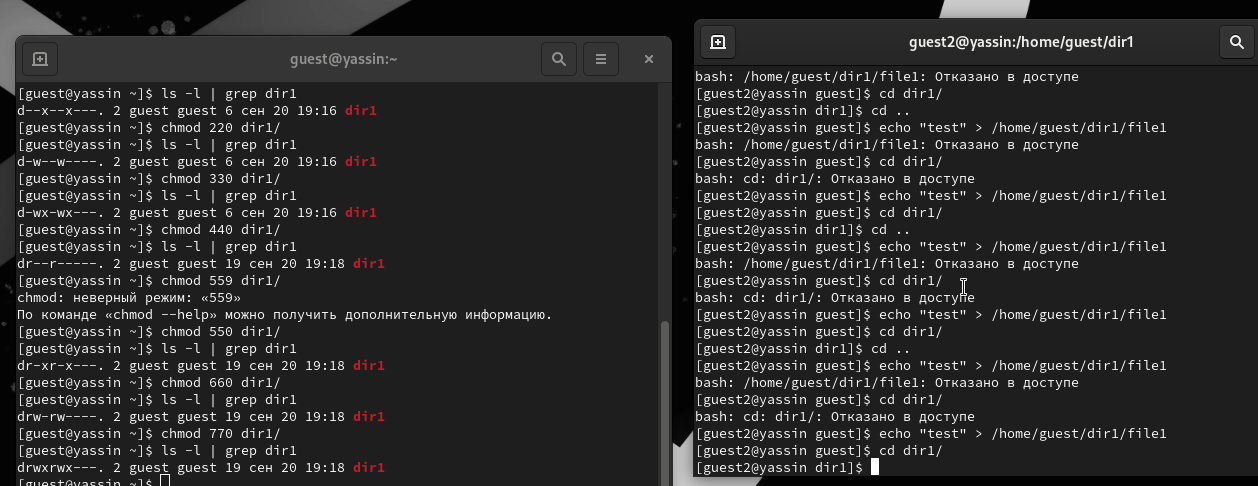 guest@yassin:~
[guest@yassin ~]$ ls -l | grep dir1
d--x--x---. 2 guest guest 6 сен 20 19:16 dir1
[guest@yassin ~]$ chmod 220 dir1/
[guest@yassin ~]$ ls -l | grep dir1
d-w--w----. 2 guest guest 6 сен 20 19:16 dir1
[guest@yassin ~]$ chmod 330 dir1/
[guest@yassin ~]$ ls -l | grep dir1
d-wx-wx---. 2 guest guest 6 сен 20 19:16 dir1
[guest@yassin ~]$ chmod 440 dir1/
[guest@yassin ~]$ ls -l | grep dir1
dr--r-----. 2 guest guest 19 сен 20 19:18 dir1
[guest@yassin ~]$ chmod 559 dir1/
chmod: неверный режим: «559»
По команде «chmod --help» можно получить дополнительную информацию.
[guest@yassin ~]$ chmod 550 dir1/
[guest@yassin ~]$ ls -l | grep dir1
dr-xr-x---. 2 guest guest 19 сен 20 19:18 dir1
[guest@yassin ~]$ chmod 660 dir1/
[guest@yassin ~]$ ls -l | grep dir1
drw-rw----. 2 guest guest 19 сен 20 19:18 dir1
[guest@yassin ~]$ chmod 770 dir1/
[guest@yassin ~]$ ls -l | grep dir1
drwxrwx---. 2 guest guest 19 сен 20 19:18 dir1
[guest@yassin ~]$
guest2@yassin:/home/guest/dir1
bash: /home/guest/dir1/file1: Отказано в доступе
[guest2@yassin guest]$ cd dir1/
[guest2@yassin dir1]$ cd ..
[guest2@yassin guest]$ echo "test" > /home/guest/dir1/file1
bash: /home/guest/dir1/file1: Отказано в доступе
[guest2@yassin guest]$ cd dir1/
bash: cd: dir1/: Отказано в доступе
[guest2@yassin guest]$ echo "test" > /home/guest/dir1/file1
[guest2@yassin guest]$ cd dir1/
[guest2@yassin dir1]$ cd ..
[guest2@yassin guest]$ echo "test" > /home/guest/dir1/file1
bash: /home/guest/dir1/file1: Отказано в доступе
[guest2@yassin guest]$ cd dir1/
bash: cd: dir1/: Отказано в доступе
[guest2@yassin guest]$ echo "test" > /home/guest/dir1/file1
[guest2@yassin guest]$ cd dir1/
[guest2@yassin dir1]$ cd ..
[guest2@yassin guest]$ echo "test" > /home/guest/dir1/file1
bash: /home/guest/dir1/file1: Отказано в доступе
[guest2@yassin guest]$ cd dir1/
bash: cd: dir1/: Отказано в доступе
[guest2@yassin guest]$ echo "test" > /home/guest/dir1/file1
[guest2@yassin guest]$ cd dir1/
[guest2@yassin dir1]$